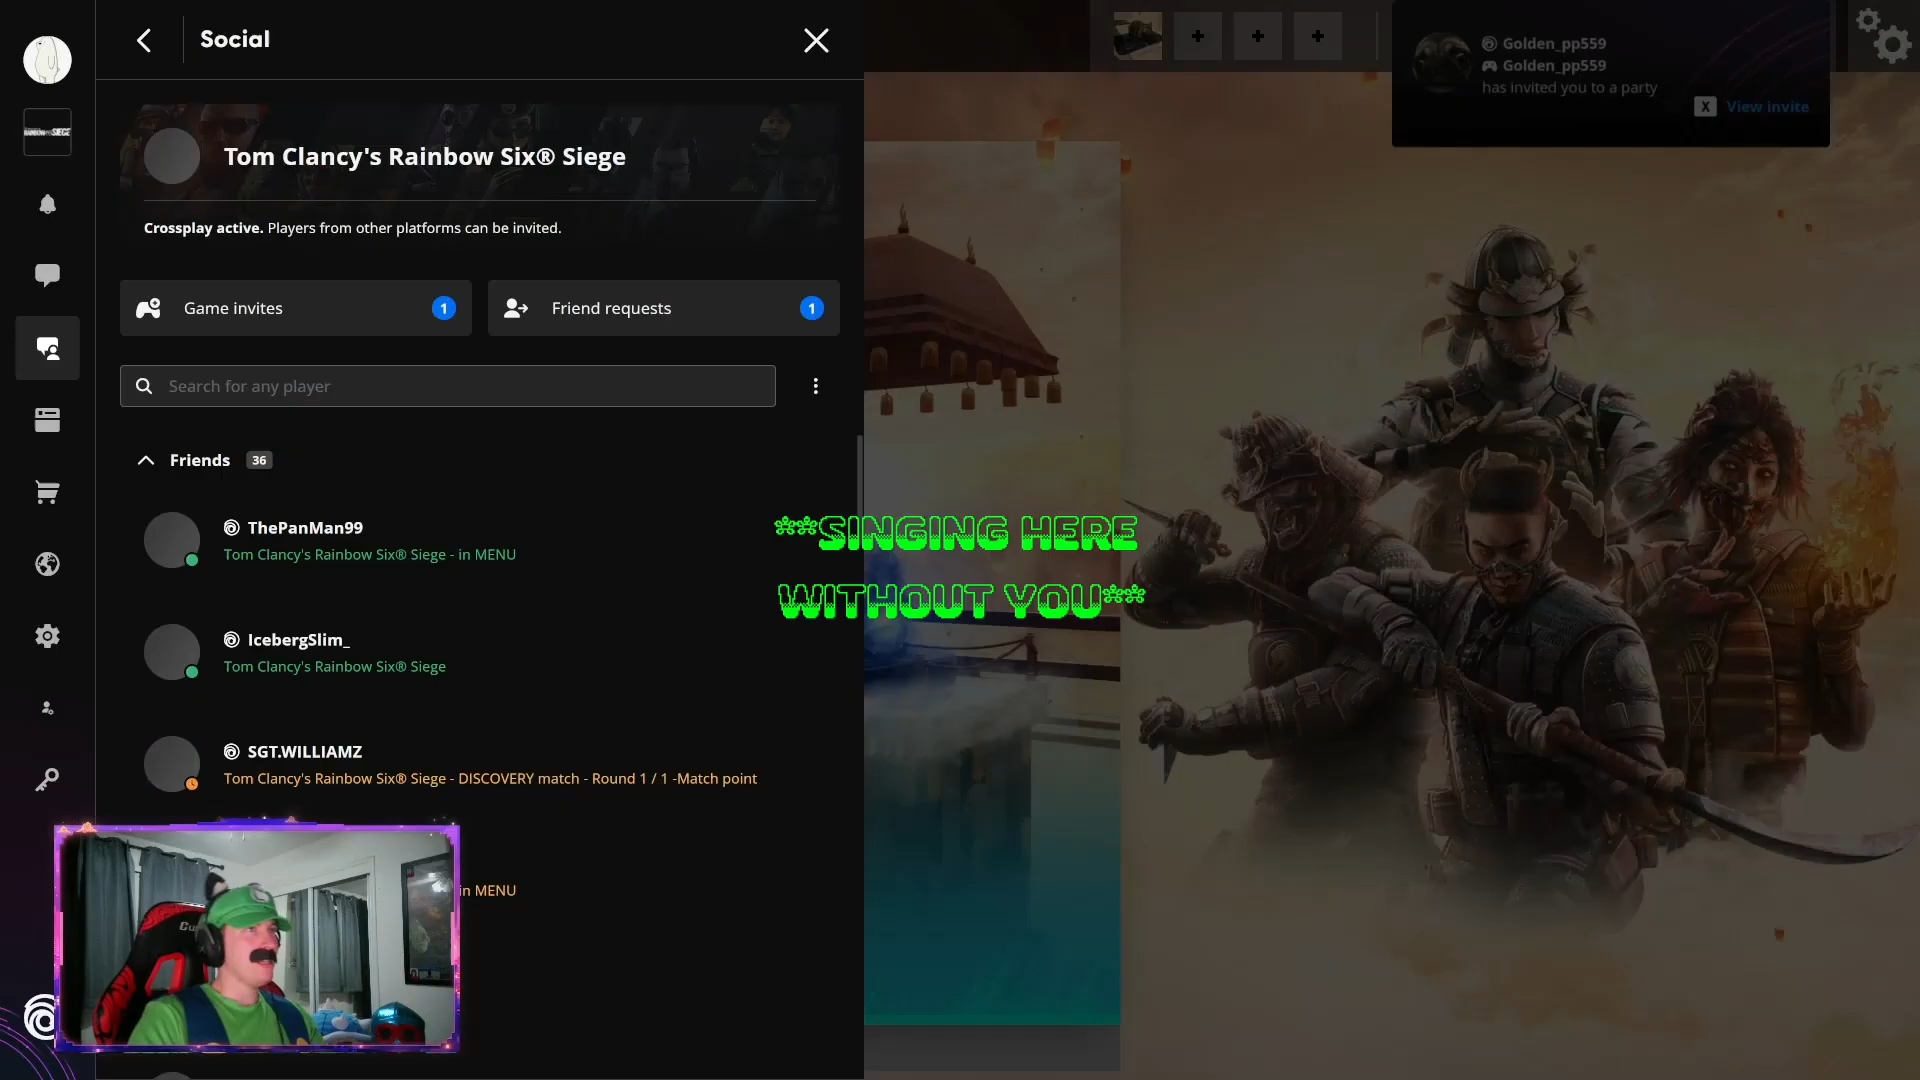 Social
Golden_pp559
Golden_pp559
has invited you to a party
X View invite
Tom Clancy's Rainbow Six® Siege
Crossplay active. Players from other platforms can be invited.
Game invites 1
Friend requests 1
Search for any player
Friends 36
ThePanMan99
Tom Clancy's Rainbow Six® Siege - in MENU
IcebergSlim_
Tom Clancy's Rainbow Six® Siege
SGT.WILLIAMZ
Tom Clancy's Rainbow Six® Siege - DISCOVERY match - Round 1 / 1 -Match point
in MENU
**SINGING HERE
WITHOUT YOU**